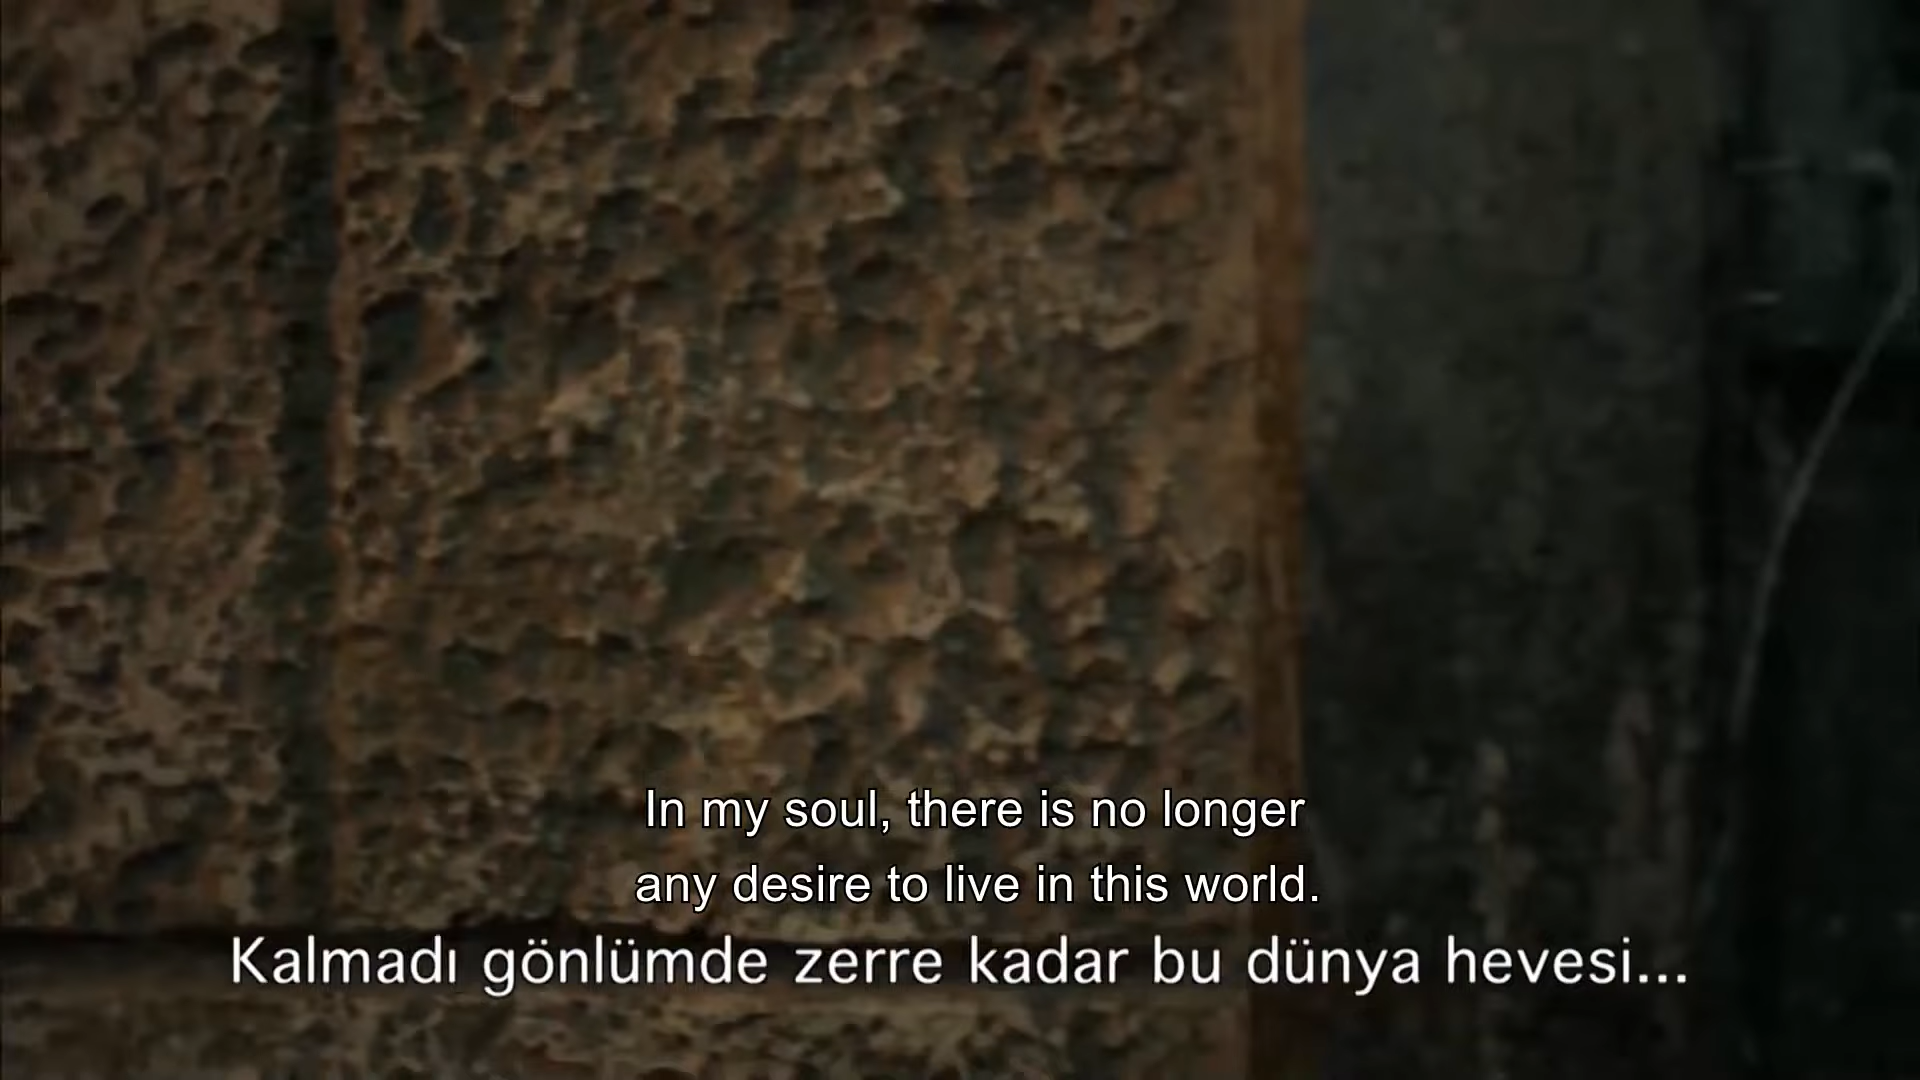 In my soul, there is no longer
any desire to live in this world.
Kalmadı gönlümde zerre kadar bu dünya hevesi...